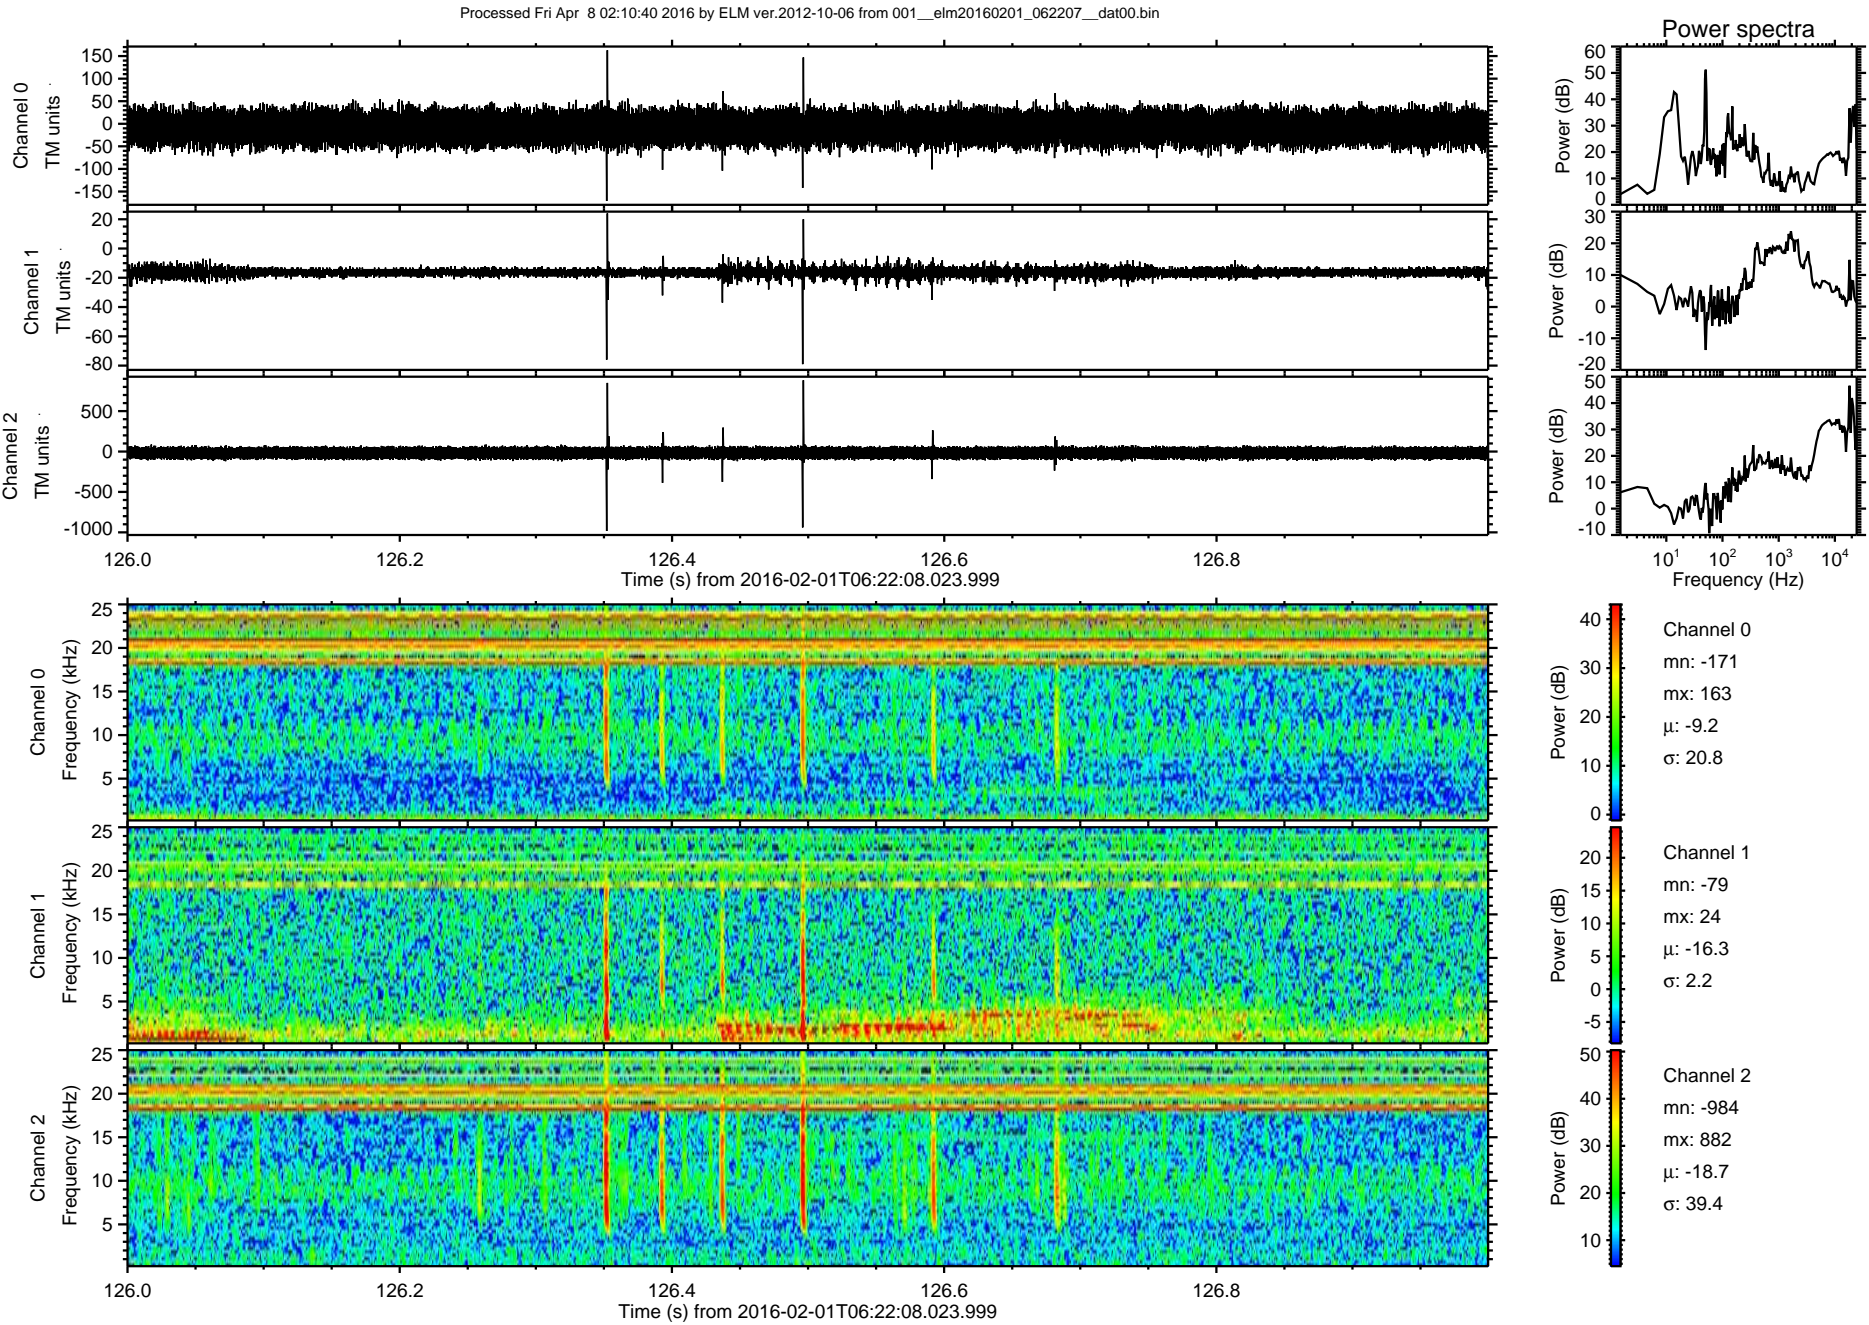 Processed Fri Apr 8 02:10:40 2016 by ELM ver.2012-10-06 from 001__elm20160201_062207__dat00.bin
Power spectra
Channel 0
TM units
150
100
50
0
-50
-100
-150
Power (dB)
60
50
40
30
20
10
0
Channel 1
TM units
20
0
-20
-40
-60
-80
Power (dB)
30
20
10
0
-10
-20
Channel 2
TM units
500
0
-500
-1000
Power (dB)
50
40
30
20
10
0
-10
126.0 126.2 126.4 126.6 126.8
Time (s) from 2016-02-01T06:22:08.023.999
10^1 10^2 10^3 10^4
Frequency (Hz)
Channel 0
Frequency (kHz)
25
20
15
10
5
Power (dB)
40
30
20
10
0
Channel 0
mn: -171
mx: 163
μ: -9.2
σ: 20.8
Channel 1
Frequency (kHz)
25
20
15
10
5
Power (dB)
20
15
10
5
0
-5
Channel 1
mn: -79
mx: 24
μ: -16.3
σ: 2.2
Channel 2
Frequency (kHz)
25
20
15
10
5
Power (dB)
50
40
30
20
10
Channel 2
mn: -984
mx: 882
μ: -18.7
σ: 39.4
126.0 126.2 126.4 126.6 126.8
Time (s) from 2016-02-01T06:22:08.023.999